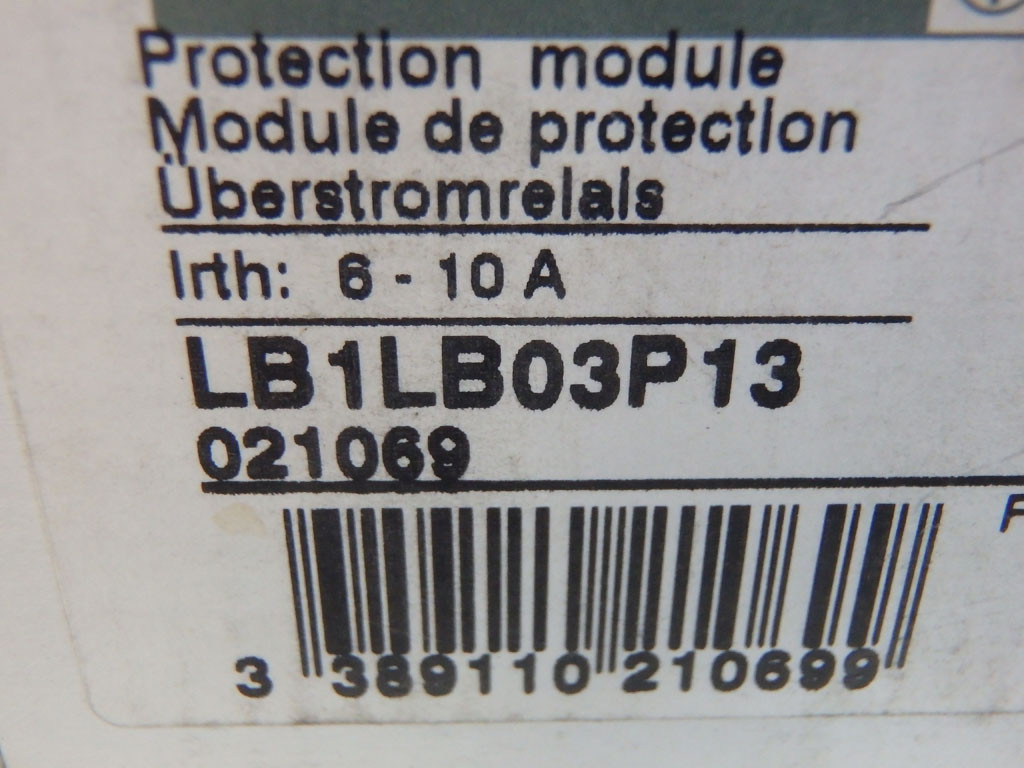 Protection module
Module de protection
Überstromrelais
Irth: 6 - 10 A
LB1LB03P13
021069
3 389110 210699